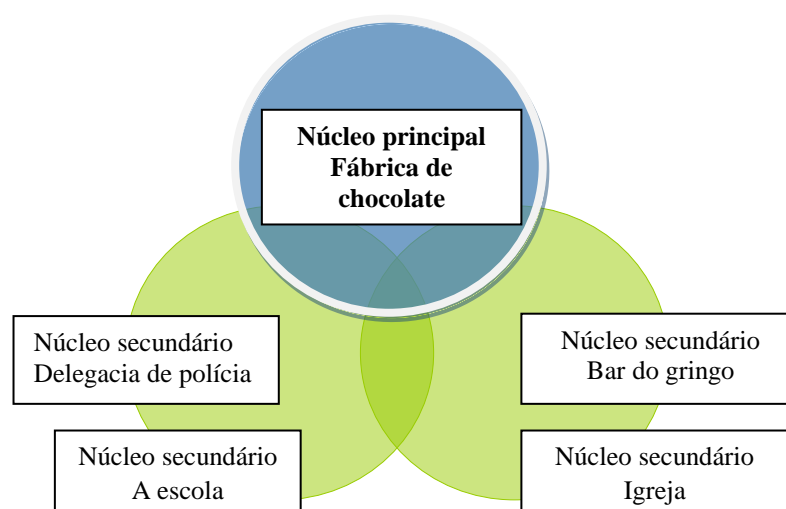 Núcleo principal
Fábrica de
chocolate
Núcleo secundário
Delegacia de polícia
Núcleo secundário
Bar do gringo
Núcleo secundário
A escola
Núcleo secundário
Igreja